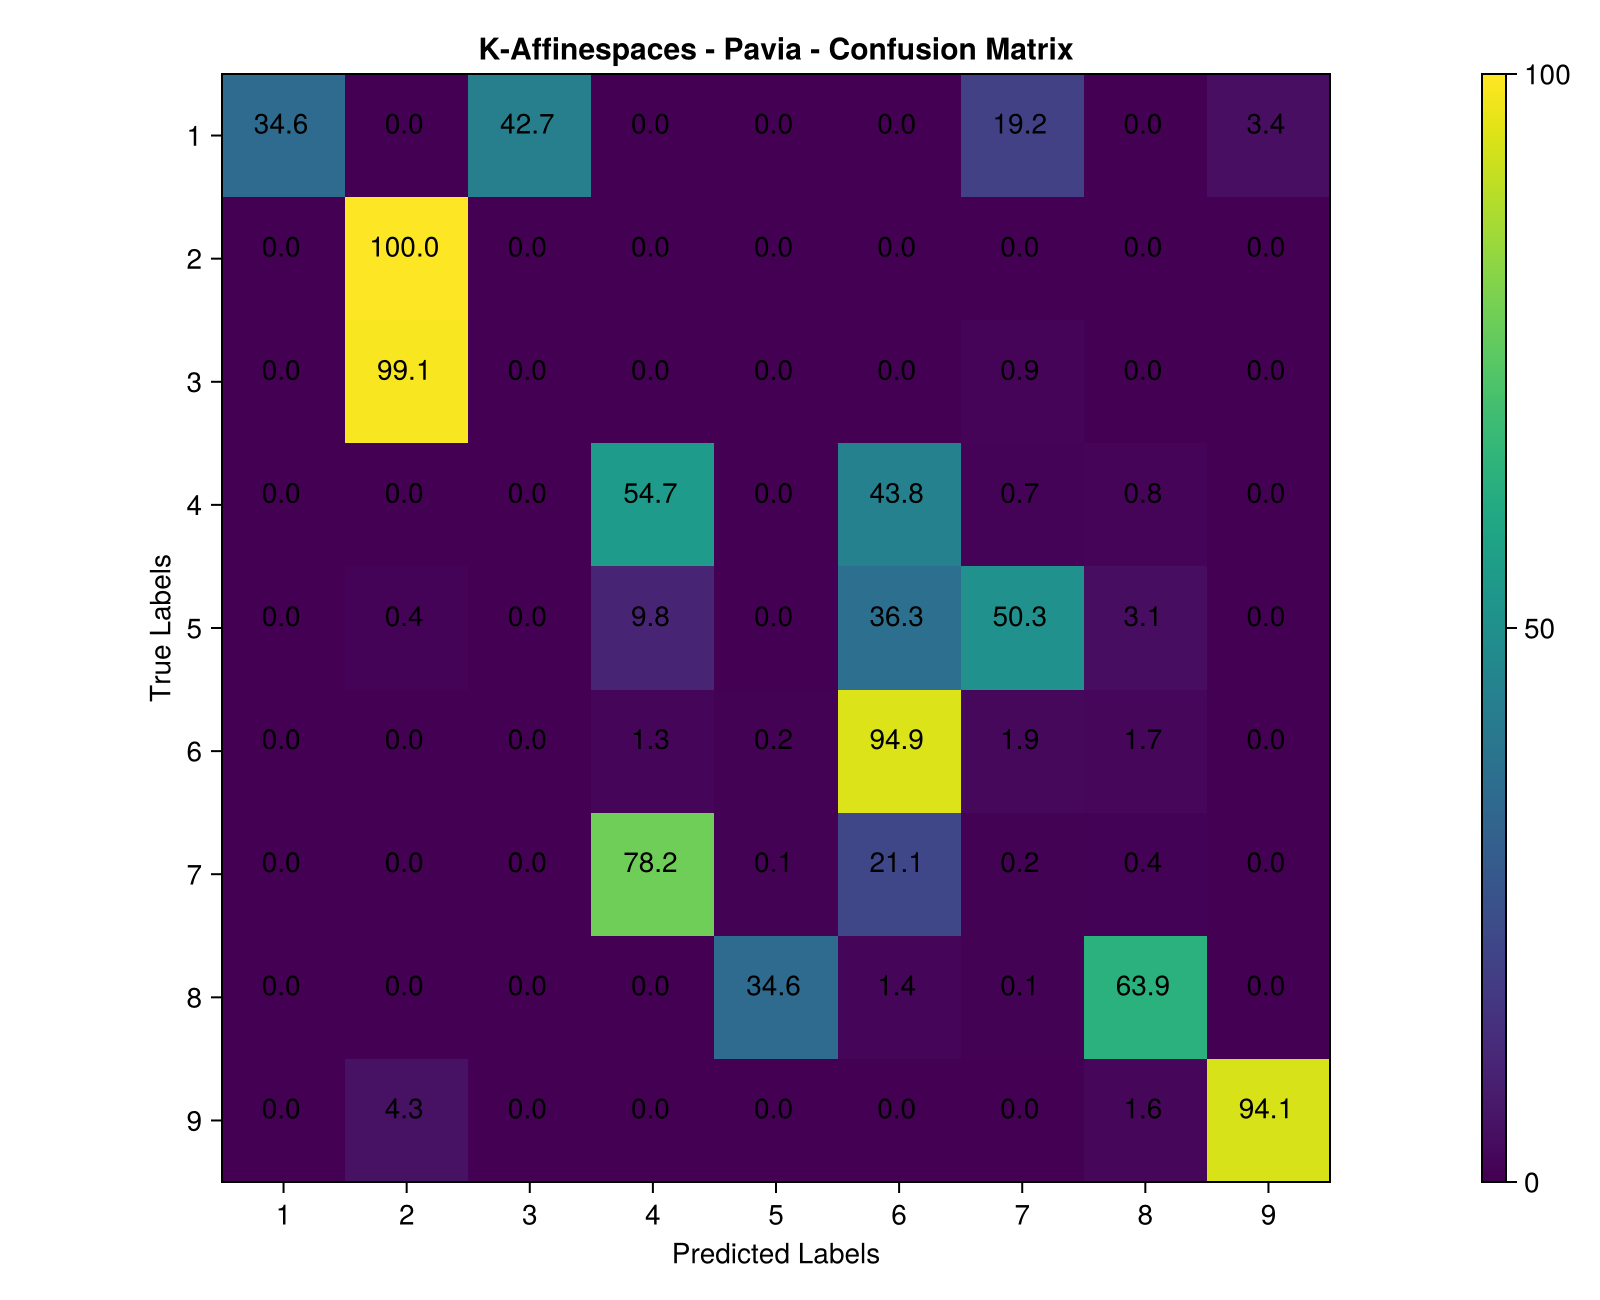 K-Affinespaces - Pavia - Confusion Matrix
100
1 34.6 0.0 42.7 0.0 0.0 0.0 19.2 0.0 3.4
2 0.0 100.0 0.0 0.0 0.0 0.0 0.0 0.0 0.0
3 0.0 99.1 0.0 0.0 0.0 0.0 0.9 0.0 0.0
4 0.0 0.0 0.0 54.7 0.0 43.8 0.7 0.8 0.0
True Labels
5 0.0 0.4 0.0 9.8 0.0 36.3 50.3 3.1 0.0
50
6 0.0 0.0 0.0 1.3 0.2 94.9 1.9 1.7 0.0
7 0.0 0.0 0.0 78.2 0.1 21.1 0.2 0.4 0.0
8 0.0 0.0 0.0 0.0 34.6 1.4 0.1 63.9 0.0
9 0.0 4.3 0.0 0.0 0.0 0.0 0.0 1.6 94.1
0
1 2 3 4 5 6 7 8 9
Predicted Labels